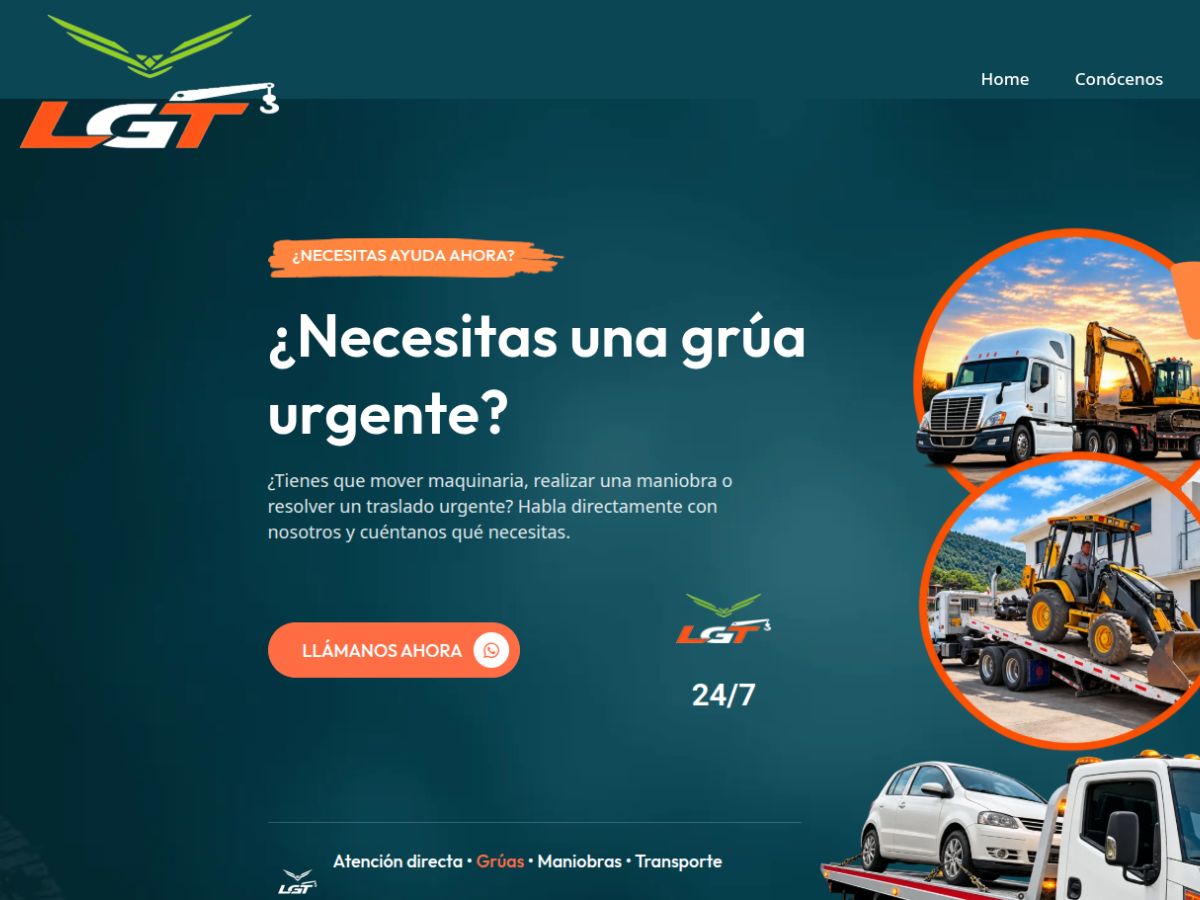 LGT
Home
Conócenos
¿NECESITAS AYUDA AHORA?
¿Necesitas una grúa
urgente?
¿Tienes que mover maquinaria, realizar una maniobra o
resolver un traslado urgente? Habla directamente con
nosotros y cuéntanos qué necesitas.
LLÁMANOS AHORA
LGT
24/7
Atención directa • Grúas • Maniobras • Transporte
LGT